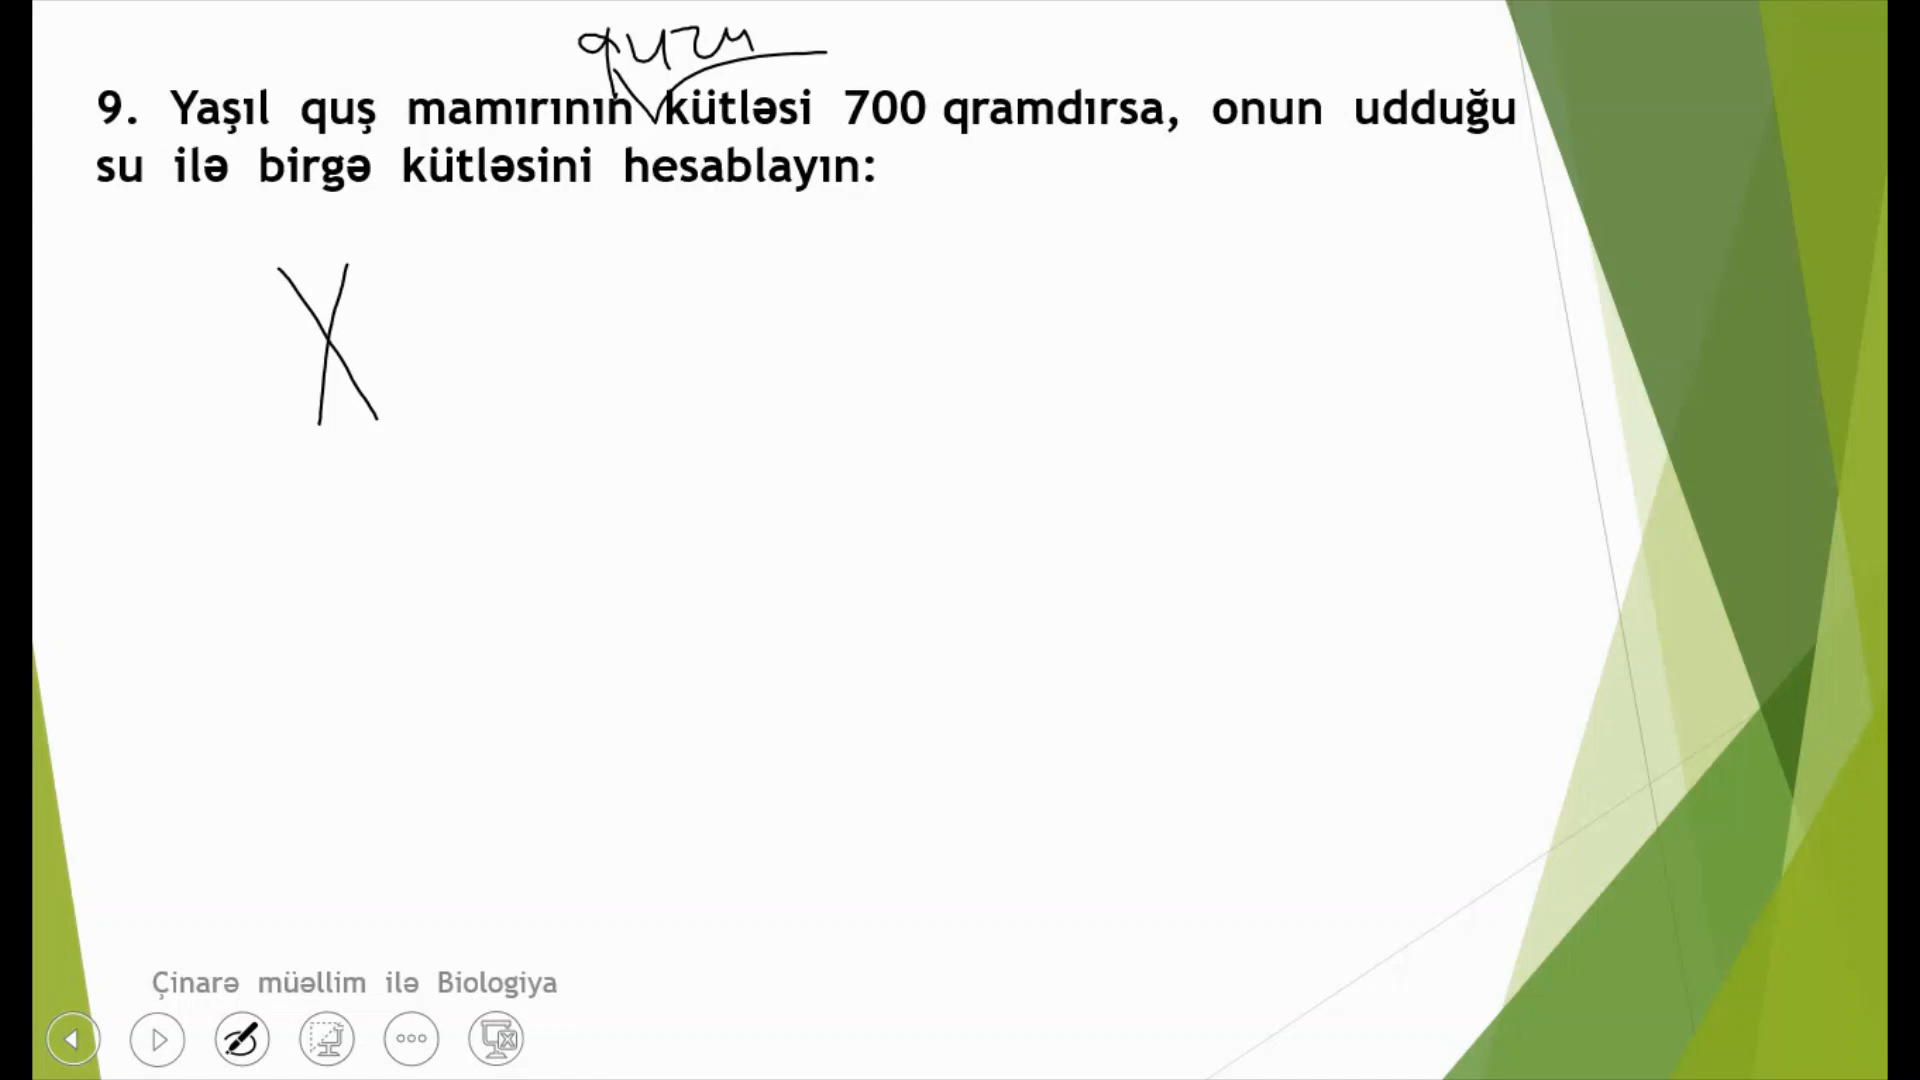 quru
9. Yaşıl quş mamırının kütləsi 700 qramdırsa, onun udduğu
su ilə birgə kütləsini hesablayın:
X
Çinarə müəllim ilə Biologiya